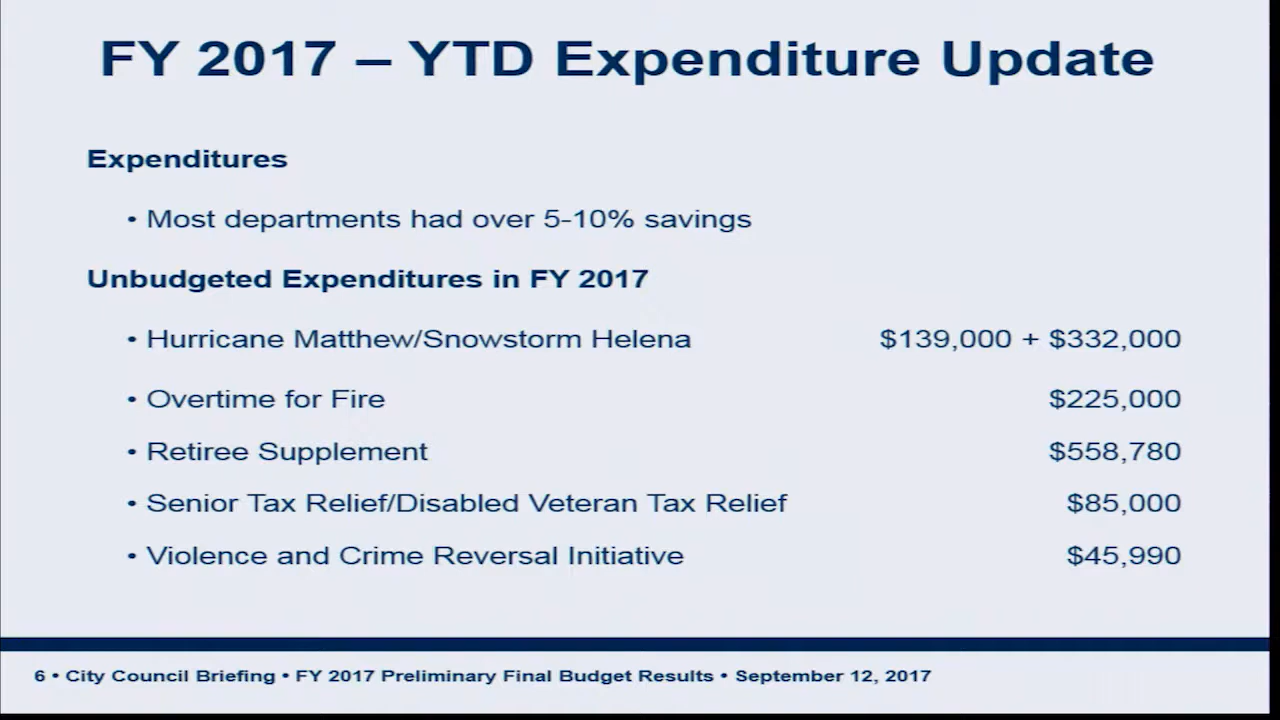 FY 2017 – YTD Expenditure Update
Expenditures
• Most departments had over 5-10% savings
Unbudgeted Expenditures in FY 2017
• Hurricane Matthew/Snowstorm Helena $139,000 + $332,000
• Overtime for Fire $225,000
• Retiree Supplement $558,780
• Senior Tax Relief/Disabled Veteran Tax Relief $85,000
• Violence and Crime Reversal Initiative $45,990
6 • City Council Briefing • FY 2017 Preliminary Final Budget Results • September 12, 2017